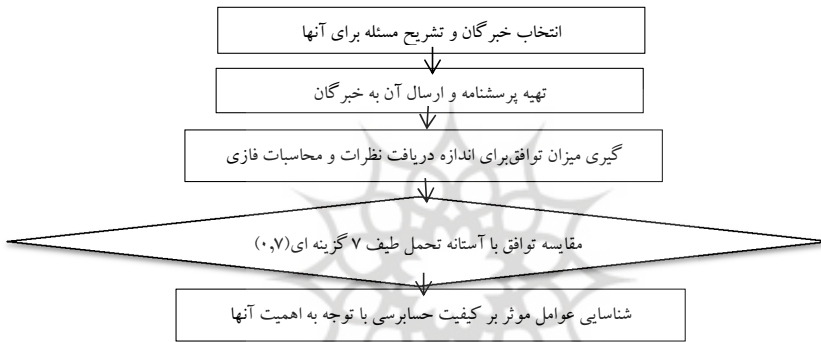 انتخاب خبرگان و تشریح مسئله برای آنها
تهیه پرسشنامه و ارسال آن به خبرگان
گیری میزان توافق‌برای اندازه دریافت نظرات و محاسبات فازی
مقایسه توافق با آستانه تحمل طیف ۷ گزینه ای(۰,۷)
شناسایی عوامل موثر بر کیفیت حسابرسی با توجه به اهمیت آنها